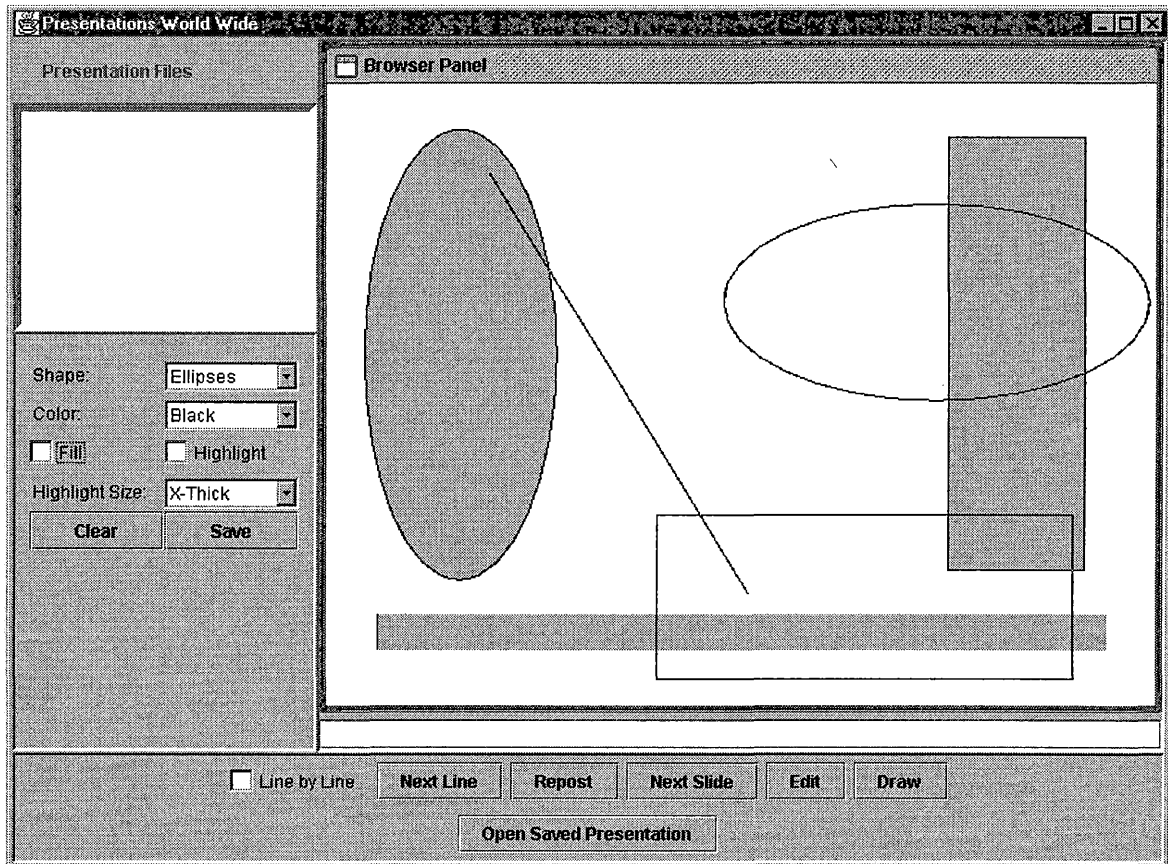 Presentations World Wide
Presentation Files
Browser Panel
Shape: Ellipses
Color: Black
Fill Highlight
Highlight Size: X-Thick
Clear Save
Line by Line Next Line Repost Next Slide Edit Draw
Open Saved Presentation